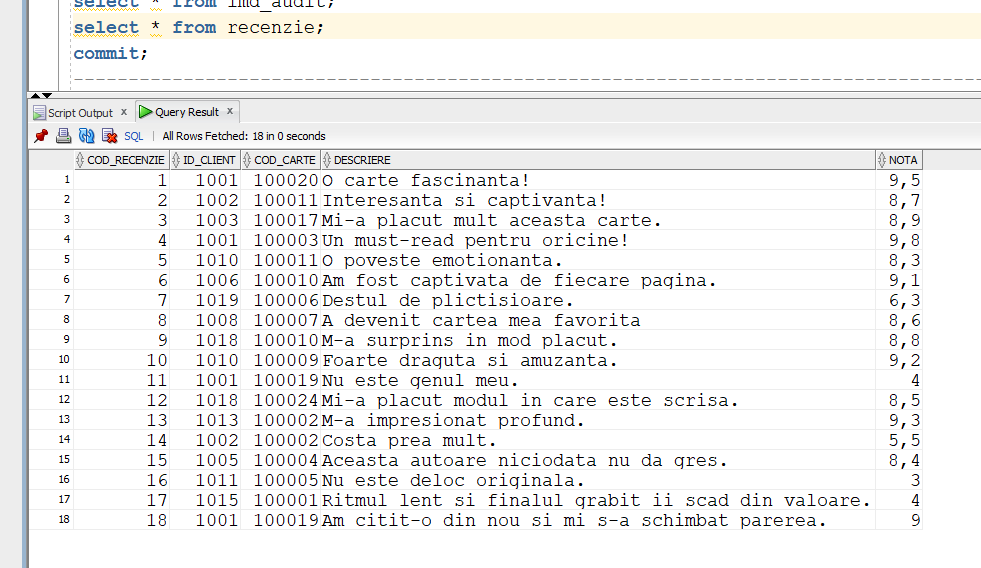 select * from lmd_audit;
select * from recenzie;
commit;
Script Output x Query Result x
SQL | All Rows Fetched: 18 in 0 seconds
COD_RECENZIE ID_CLIENT COD_CARTE DESCRIERE NOTA
1 1 1001 100020 O carte fascinanta! 9,5
2 2 1002 100011 Interesanta si captivanta! 8,7
3 3 1003 100017 Mi-a placut mult aceasta carte. 8,9
4 4 1001 100003 Un must-read pentru oricine! 9,8
5 5 1010 100011 O poveste emotionanta. 8,3
6 6 1006 100010 Am fost captivata de fiecare pagina. 9,1
7 7 1019 100006 Destul de plictisioare. 6,3
8 8 1008 100007 A devenit cartea mea favorita 8,6
9 9 1018 100010 M-a surprins in mod placut. 8,8
10 10 1010 100009 Foarte draguta si amuzanta. 9,2
11 11 1001 100019 Nu este genul meu. 4
12 12 1018 100024 Mi-a placut modul in care este scrisa. 8,5
13 13 1013 100002 M-a impresionat profund. 9,3
14 14 1002 100002 Costa prea mult. 5,5
15 15 1005 100004 Aceasta autoare niciodata nu da gres. 8,4
16 16 1011 100005 Nu este deloc originala. 3
17 17 1015 100001 Ritmul lent si finalul grabit ii scad din valoare. 4
18 18 1001 100019 Am citit-o din nou si mi s-a schimbat parerea. 9